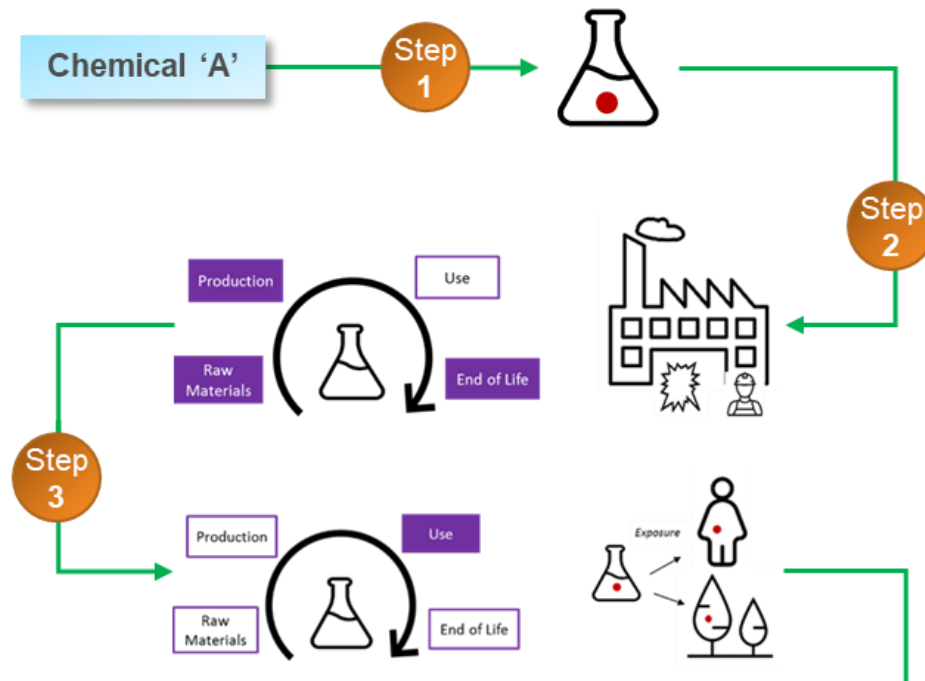 Chemical ‘A’
Step
1
Step
2
Production
Use
Raw
Materials
End of Life
Step
3
Production
Use
Exposure
Raw
Materials
End of Life